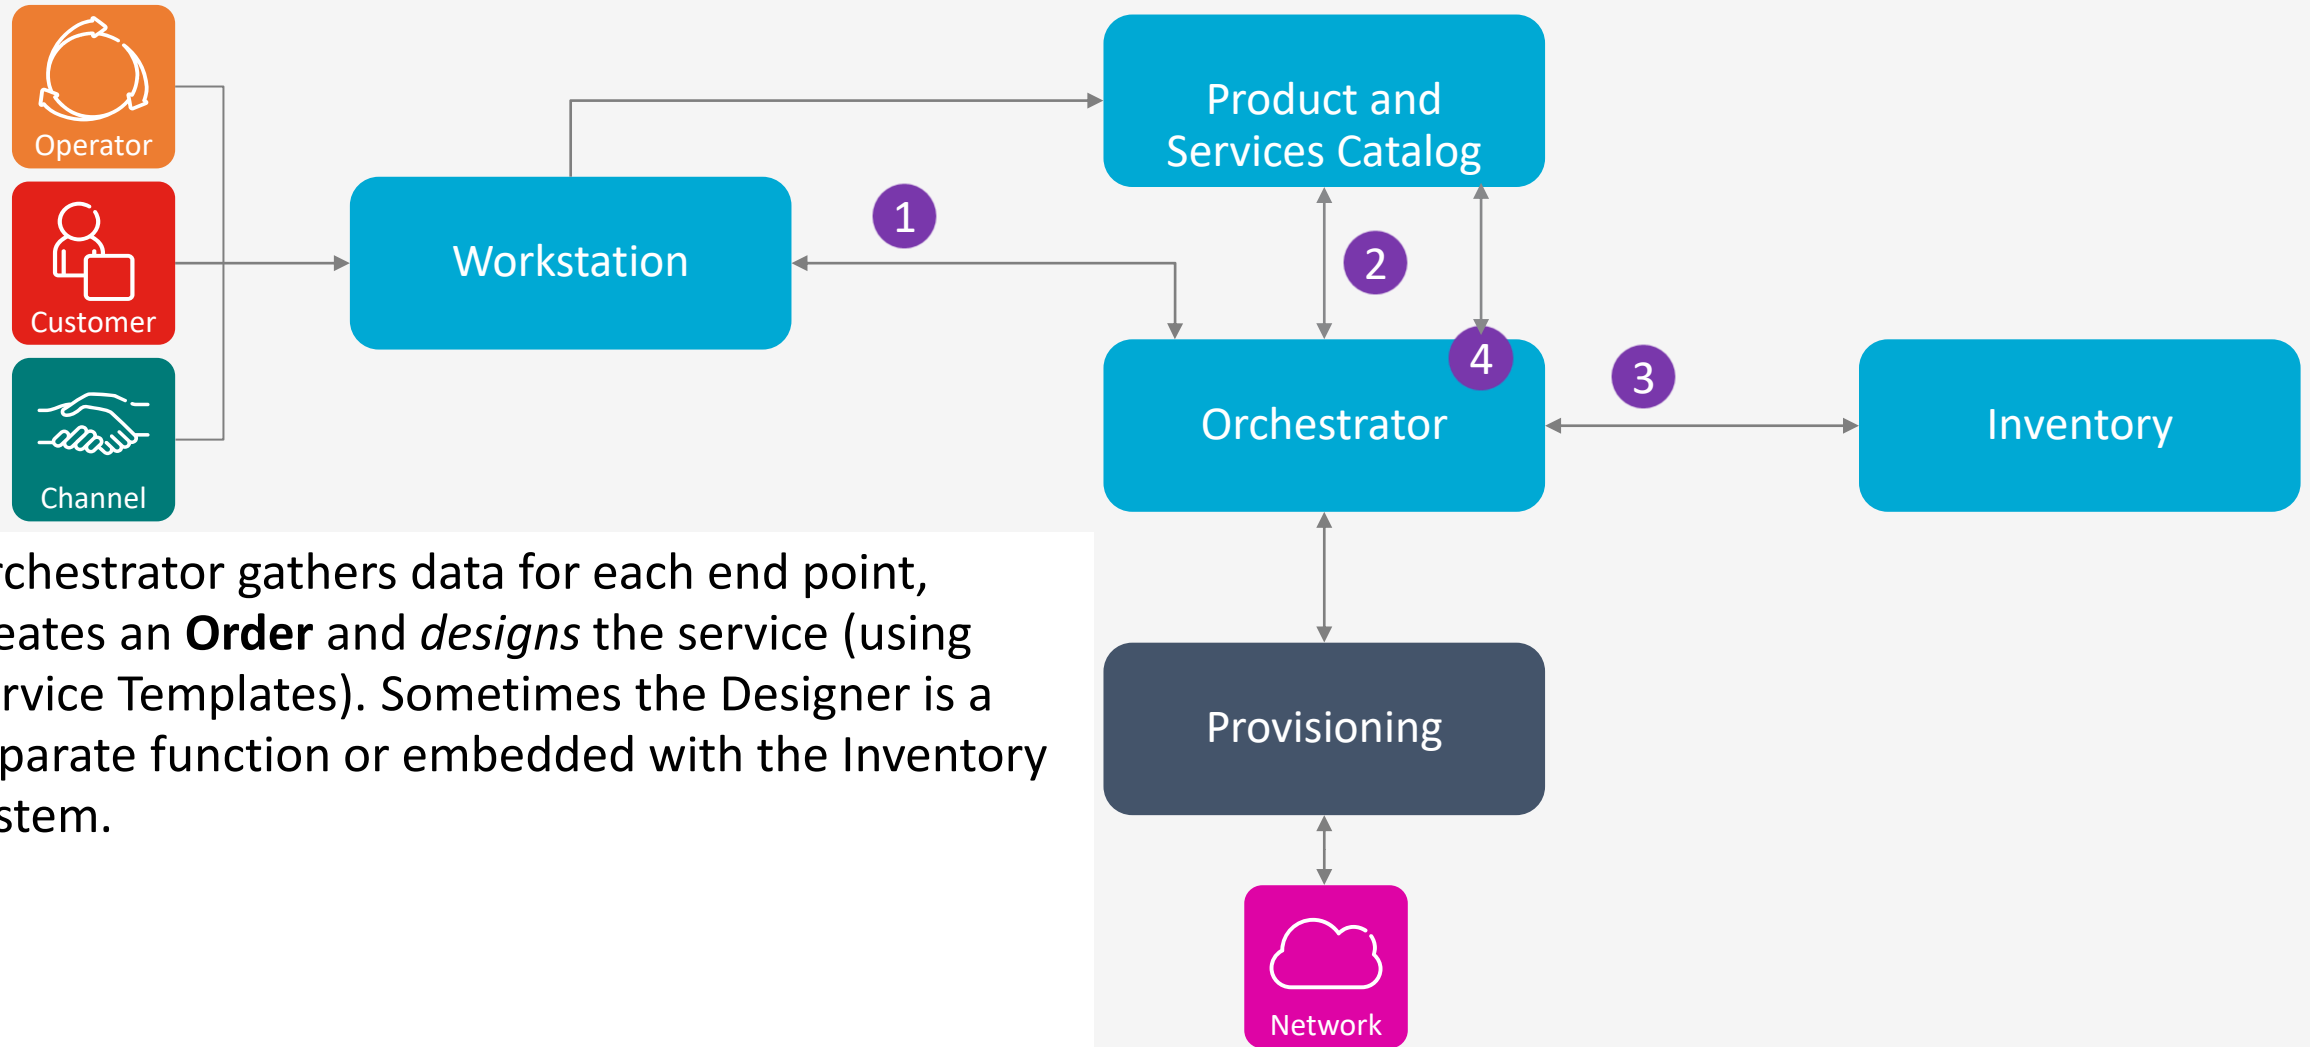 Operator
Customer
Channel
Workstation
Product and
Services Catalog
1
2
4
3
Orchestrator
Inventory
Provisioning
Network
rchestrator gathers data for each end point,
eates an Order and designs the service (using
rvice Templates). Sometimes the Designer is a
parate function or embedded with the Inventory
stem.